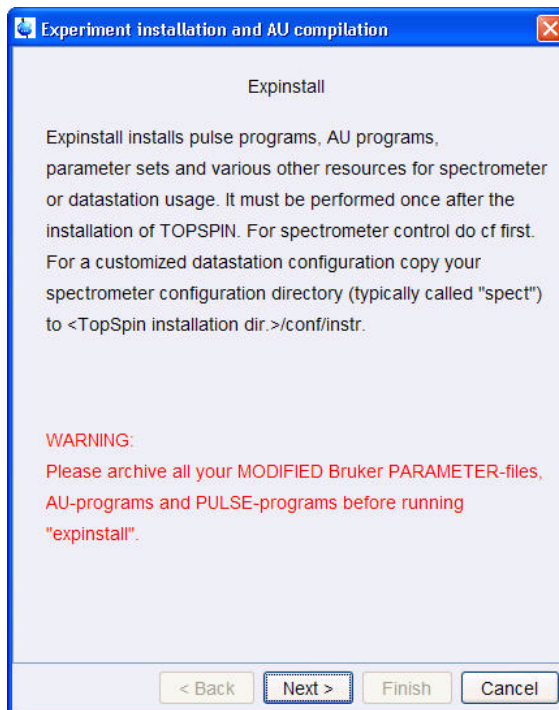 Experiment installation and AU compilation
Expinstall
Expinstall installs pulse programs, AU programs,
parameter sets and various other resources for spectrometer
or datastation usage. It must be performed once after the
installation of TOPSPIN. For spectrometer control do cf first.
For a customized datastation configuration copy your
spectrometer configuration directory (typically called "spect")
to <TopSpin installation dir.>/conf/instr.
WARNING:
Please archive all your MODIFIED Bruker PARAMETER-files,
AU-programs and PULSE-programs before running
"expinstall".
< Back Next > Finish Cancel